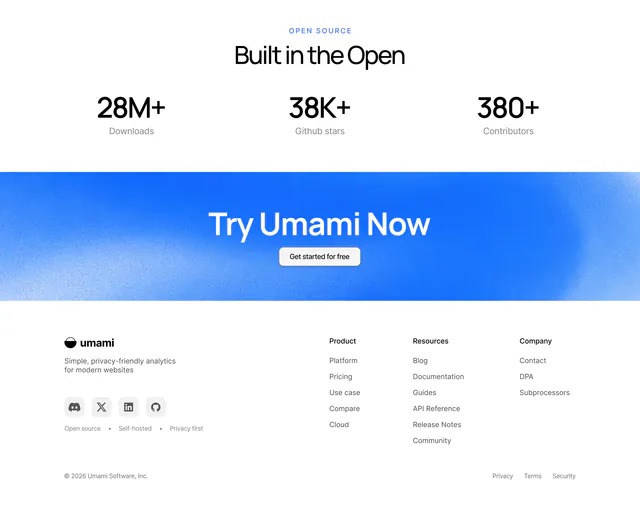 OPEN SOURCE
Built in the Open
28M+
Downloads
38K+
Github stars
380+
Contributors
Try Umami Now
Get started for free
umami
Simple, privacy-friendly analytics
for modern websites
Open source • Self-hosted • Privacy first
Product
Platform
Pricing
Use case
Compare
Cloud
Resources
Blog
Documentation
Guides
API Reference
Release Notes
Community
Company
Contact
DPA
Subprocessors
© 2026 Umami Software, Inc.
Privacy Terms Security